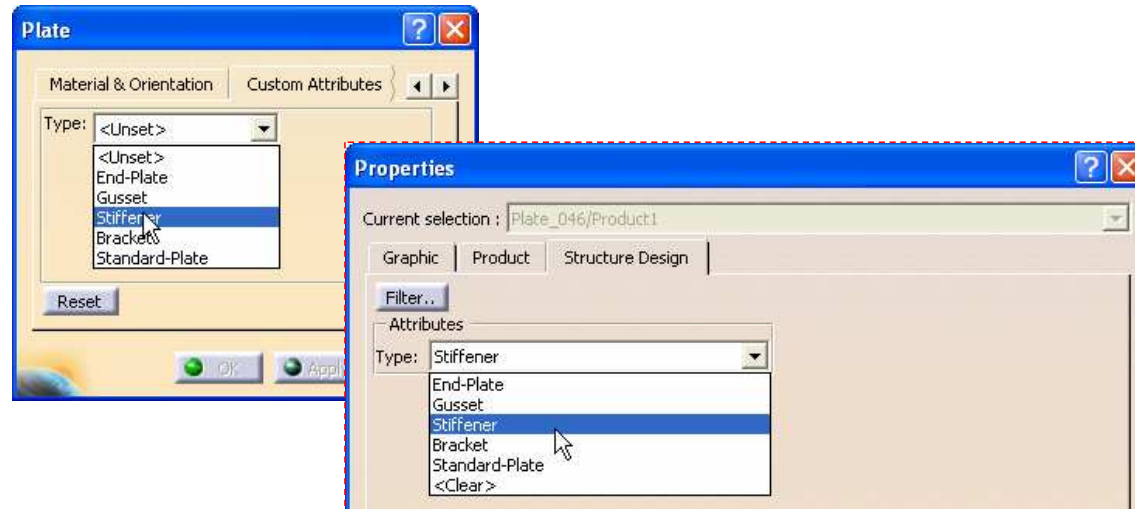 Plate
Material & Orientation Custom Attributes
Type: <Unset>
<Unset>
End-Plate
Gusset
Stiffener
Bracket
Standard-Plate
Reset
OK
Properties
Current selection : Plate_046/Product1
Graphic Product Structure Design
Filter..
Attributes
Type: Stiffener
End-Plate
Gusset
Stiffener
Bracket
Standard-Plate
<Clear>